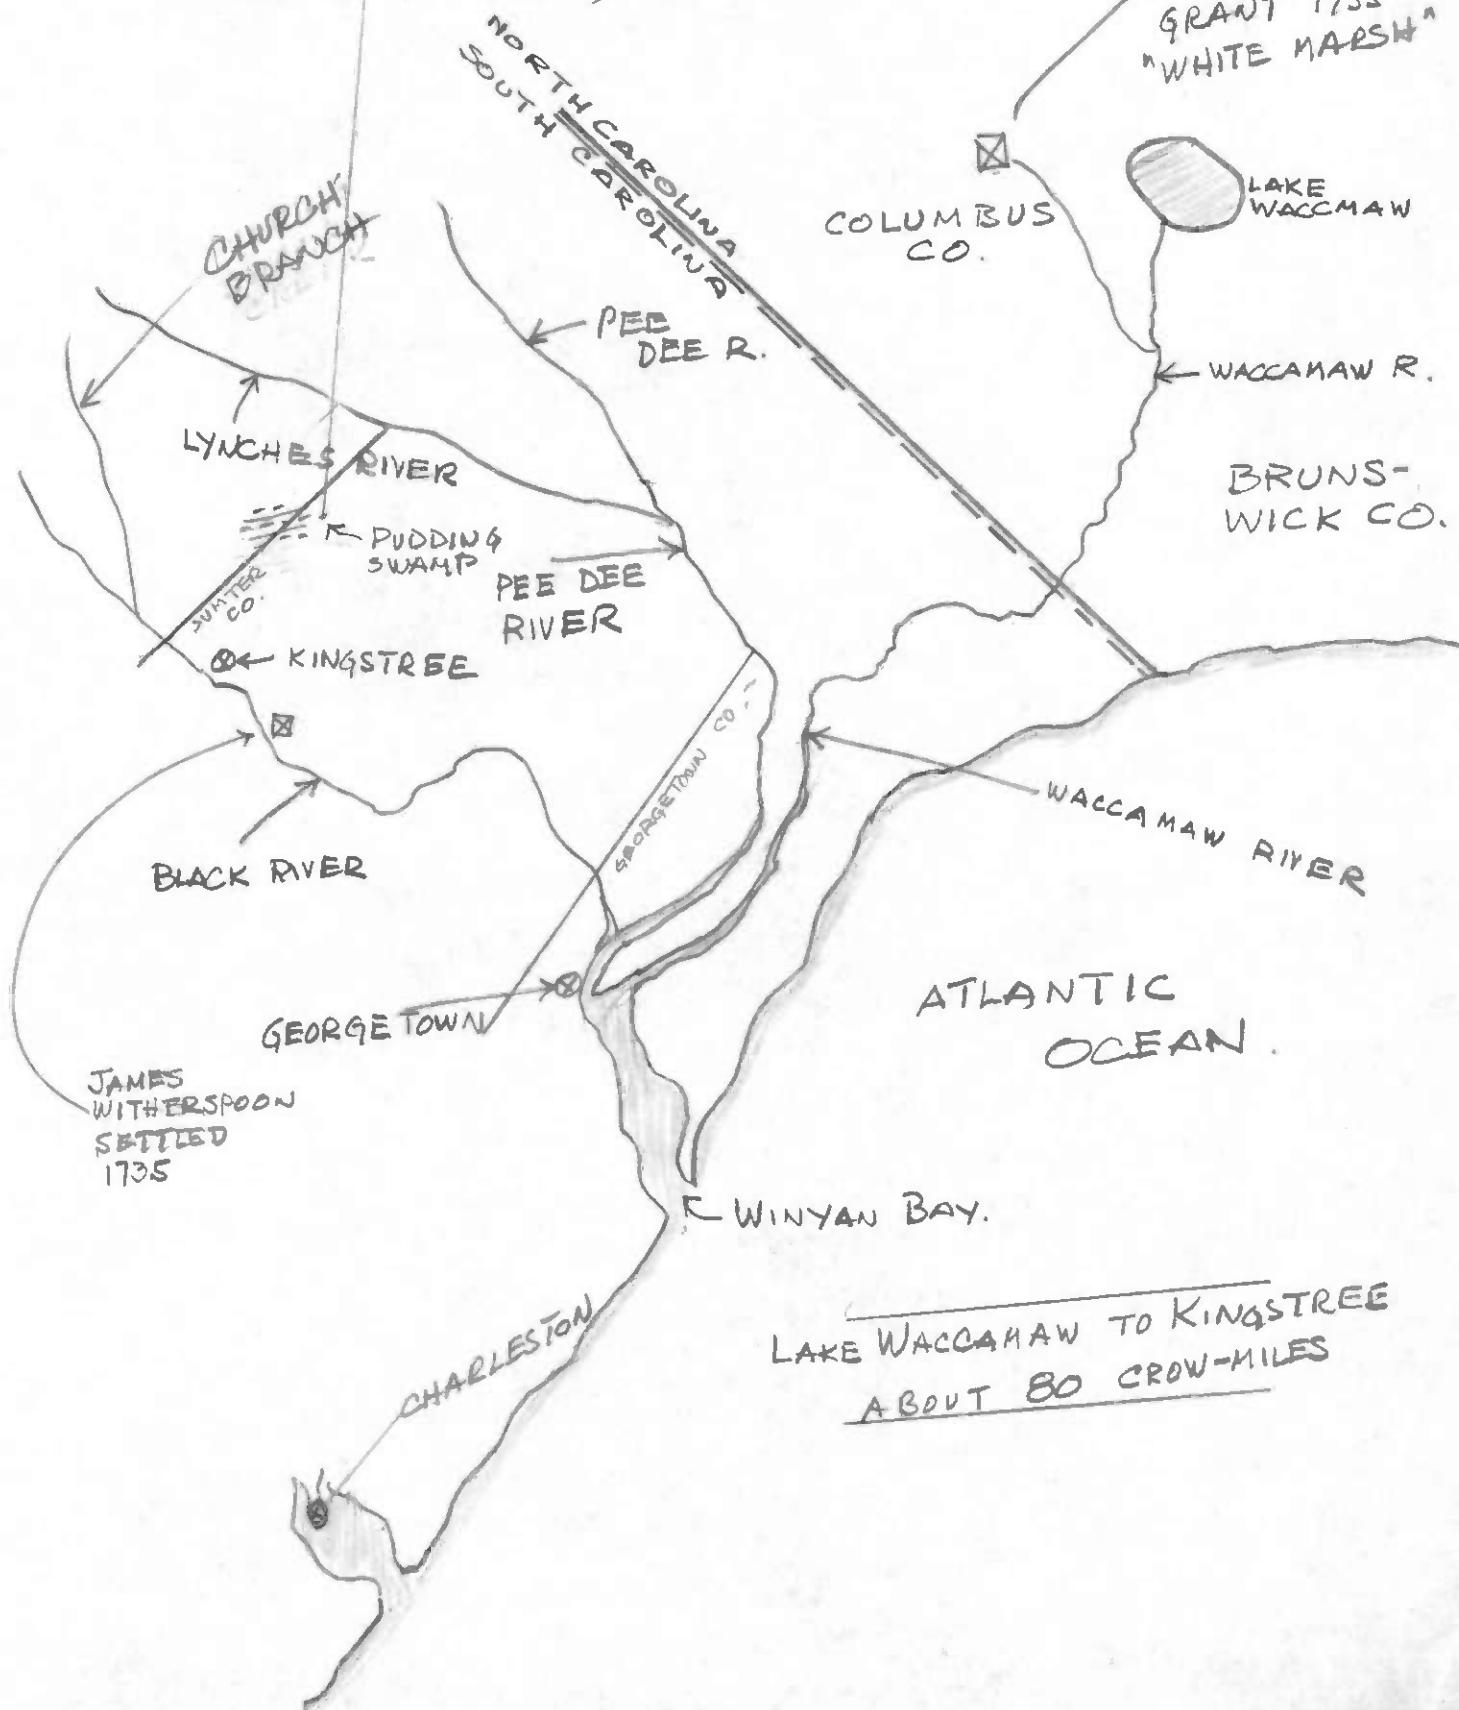 GRANT
"WHITE MARSH"
NORTH CAROLINA
SOUTH CAROLINA
LAKE
WACCMAW
COLUMBUS
CO.
CHURCH
BRANCH
PEE
DEE R.
WACCAMAW R.
LYNCHES RIVER
BRUNS-
WICK CO.
PUDDING
SWAMP
PEE DEE
RIVER
SUMTER
CO.
KINGSTREE
GEORGETOWN CO.
WACCAMAW RIVER
BLACK RIVER
ATLANTIC
OCEAN.
GEORGETOWN
JAMES
WITHERSPOON
SETTLED
1735
WINYAN BAY.
CHARLESTON
LAKE WACCAMAW TO KINGSTREE
ABOUT 80 CROW-MILES